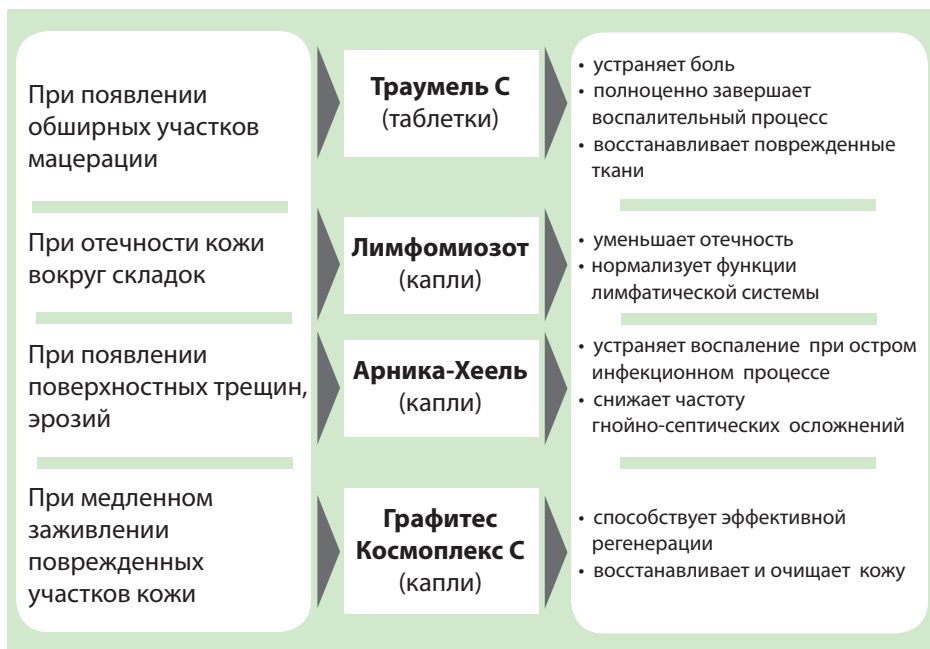 При появлении
обширных участков
мацерации
Траумель С
(таблетки)
• устраняет боль
• полноценно завершает
воспалительный процесс
• восстанавливает поврежденные
ткани
При отечности кожи
вокруг складок
Лимфомиозот
(капли)
• уменьшает отечность
• нормализует функции
лимфатической системы
При появлении
поверхностных трещин,
эрозий
Арника-Хеель
(капли)
• устраняет воспаление при остром
инфекционном процессе
• снижает частоту
гнойно-септических осложнений
При медленном
заживлении
поврежденных
участков кожи
Графитес
Космоплекс С
(капли)
• способствует эффективной
регенерации
• восстанавливает и очищает кожу